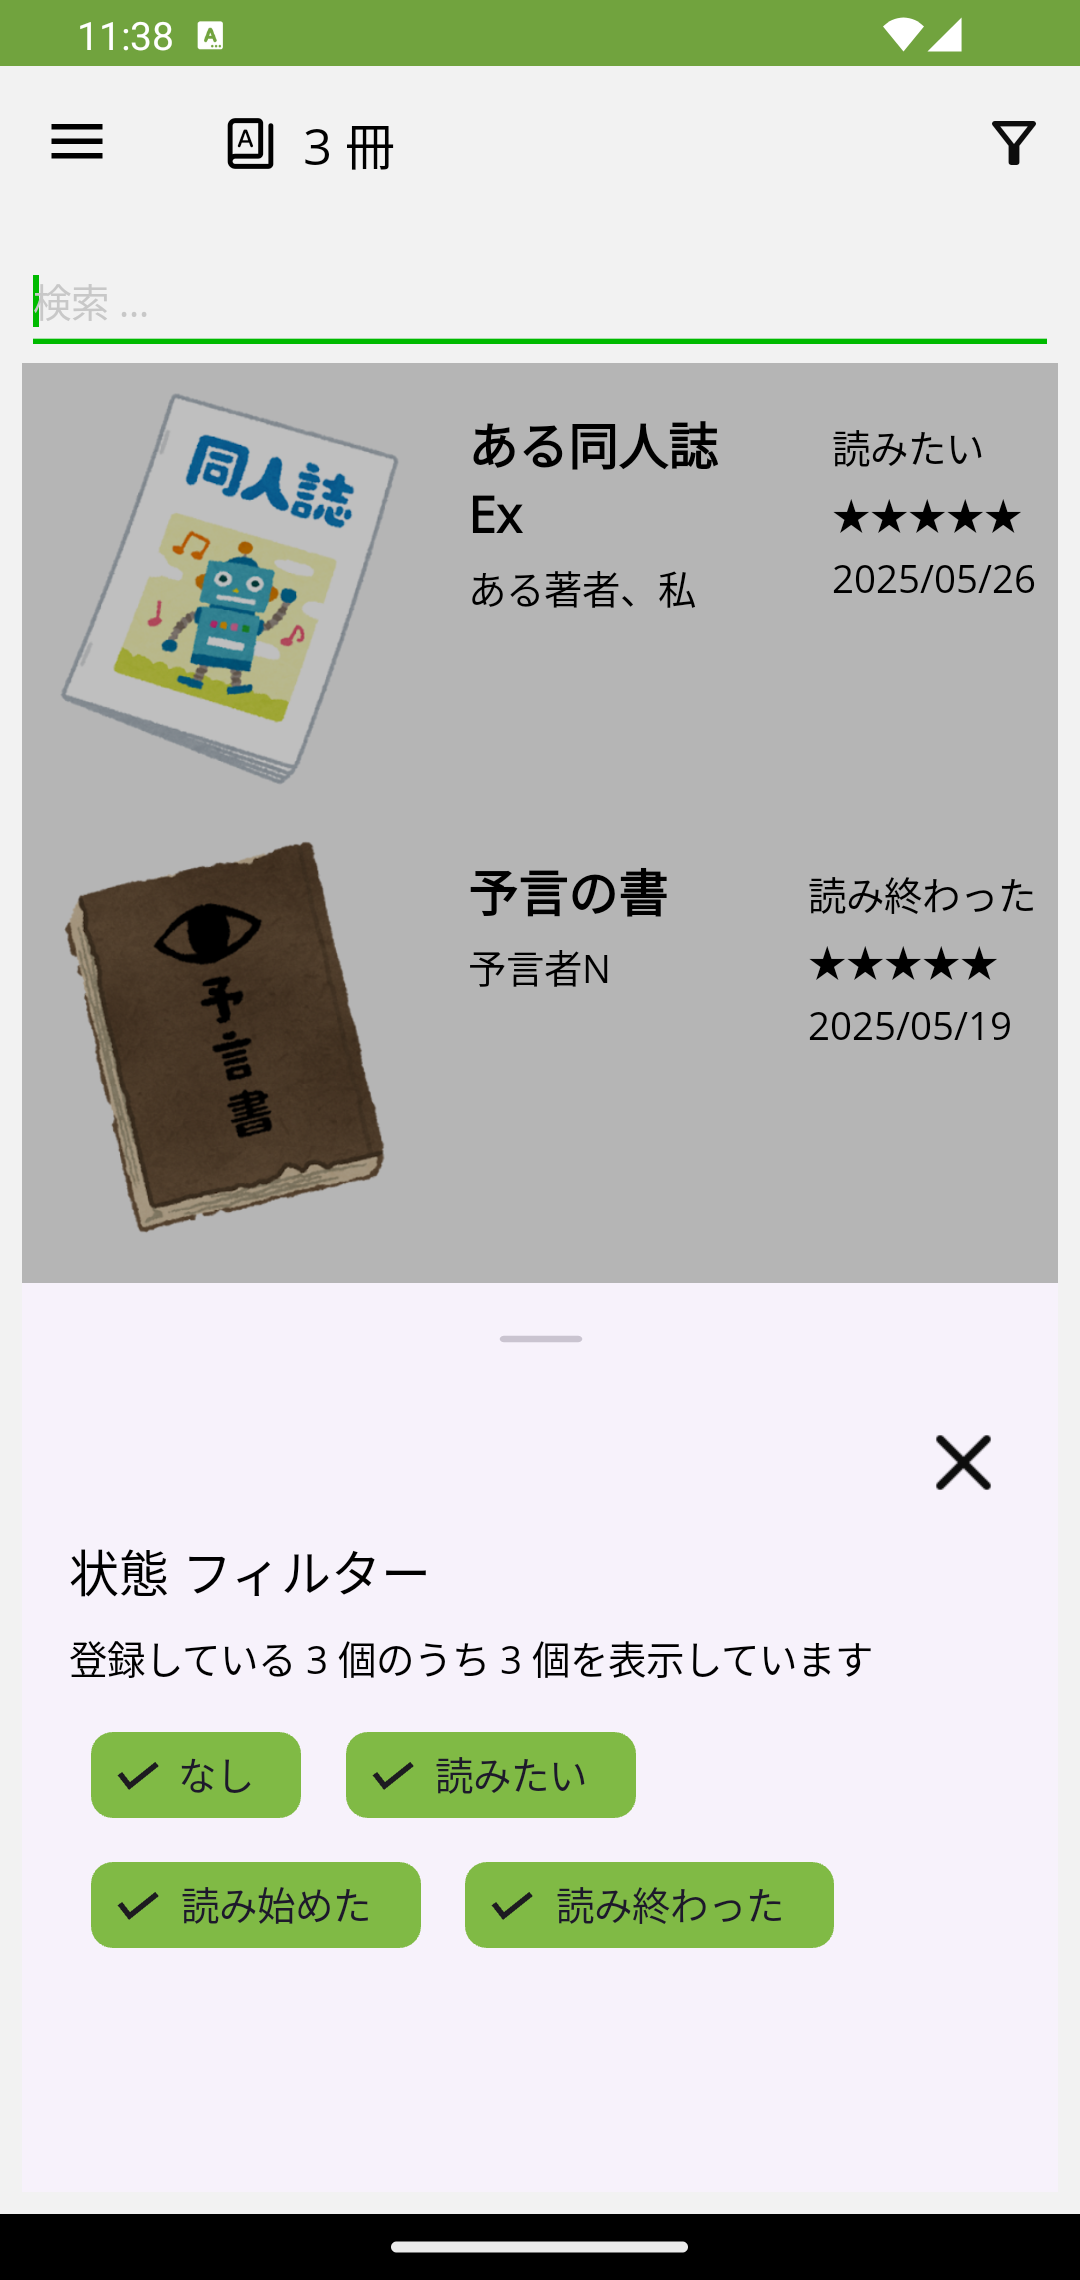 11:38
3 冊
検索 ...
同人誌
ある同人誌
Ex
ある著者、私
読みたい
★★★★★
2025/05/26
予言書
予言の書
予言者N
読み終わった
★★★★★
2025/05/19
状態 フィルター
登録している 3 個のうち 3 個を表示しています
なし
読みたい
読み始めた
読み終わった